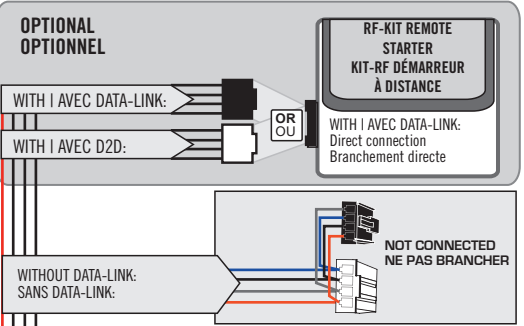 OPTIONAL
OPTIONNEL
RF-KIT REMOTE
STARTER
KIT-RF DÉMARREUR
À DISTANCE
WITH | AVEC DATA-LINK:
OR
OU
WITH | AVEC DATA-LINK:
Direct connection
Branchement directe
WITH | AVEC D2D:
NOT CONNECTED
NE PAS BRANCHER
WITHOUT DATA-LINK:
SANS DATA-LINK: